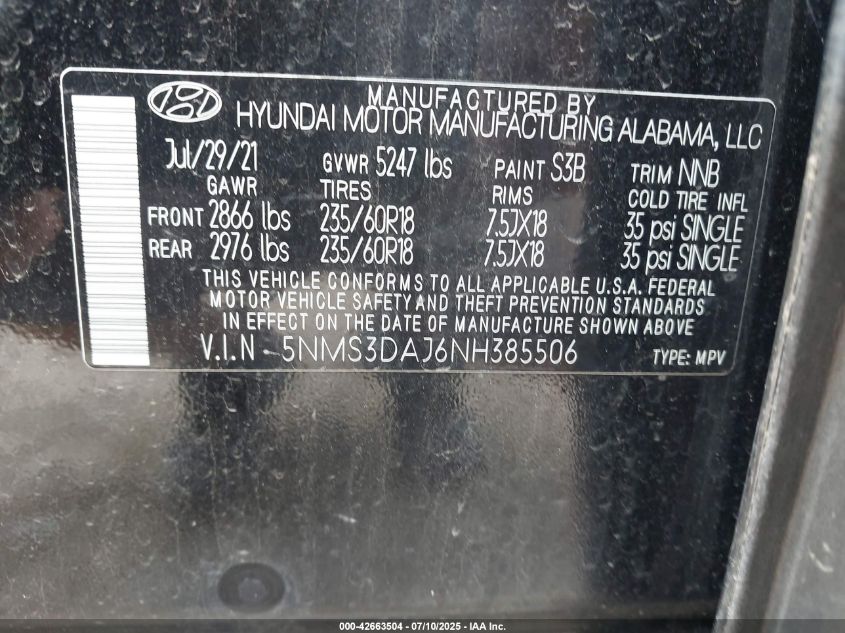 MANUFACTURED BY
HYUNDAI MOTOR MANUFACTURING ALABAMA, LLC
Jul/29/21 GVWR 5247 lbs PAINT S3B TRIM NNB
GAWR TIRES RIMS COLD TIRE INFL
FRONT 2866 lbs 235/60R18 7.5JX18 35 psi SINGLE
REAR 2976 lbs 235/60R18 7.5JX18 35 psi SINGLE
THIS VEHICLE CONFORMS TO ALL APPLICABLE U.S.A. FEDERAL
MOTOR VEHICLE SAFETY AND THEFT PREVENTION STANDARDS
IN EFFECT ON THE DATE OF MANUFACTURE SHOWN ABOVE
V.I.N - 5NMS3DAJ6NH385506 TYPE: MPV
000-42663504 - 07/10/2025 - IAA Inc.